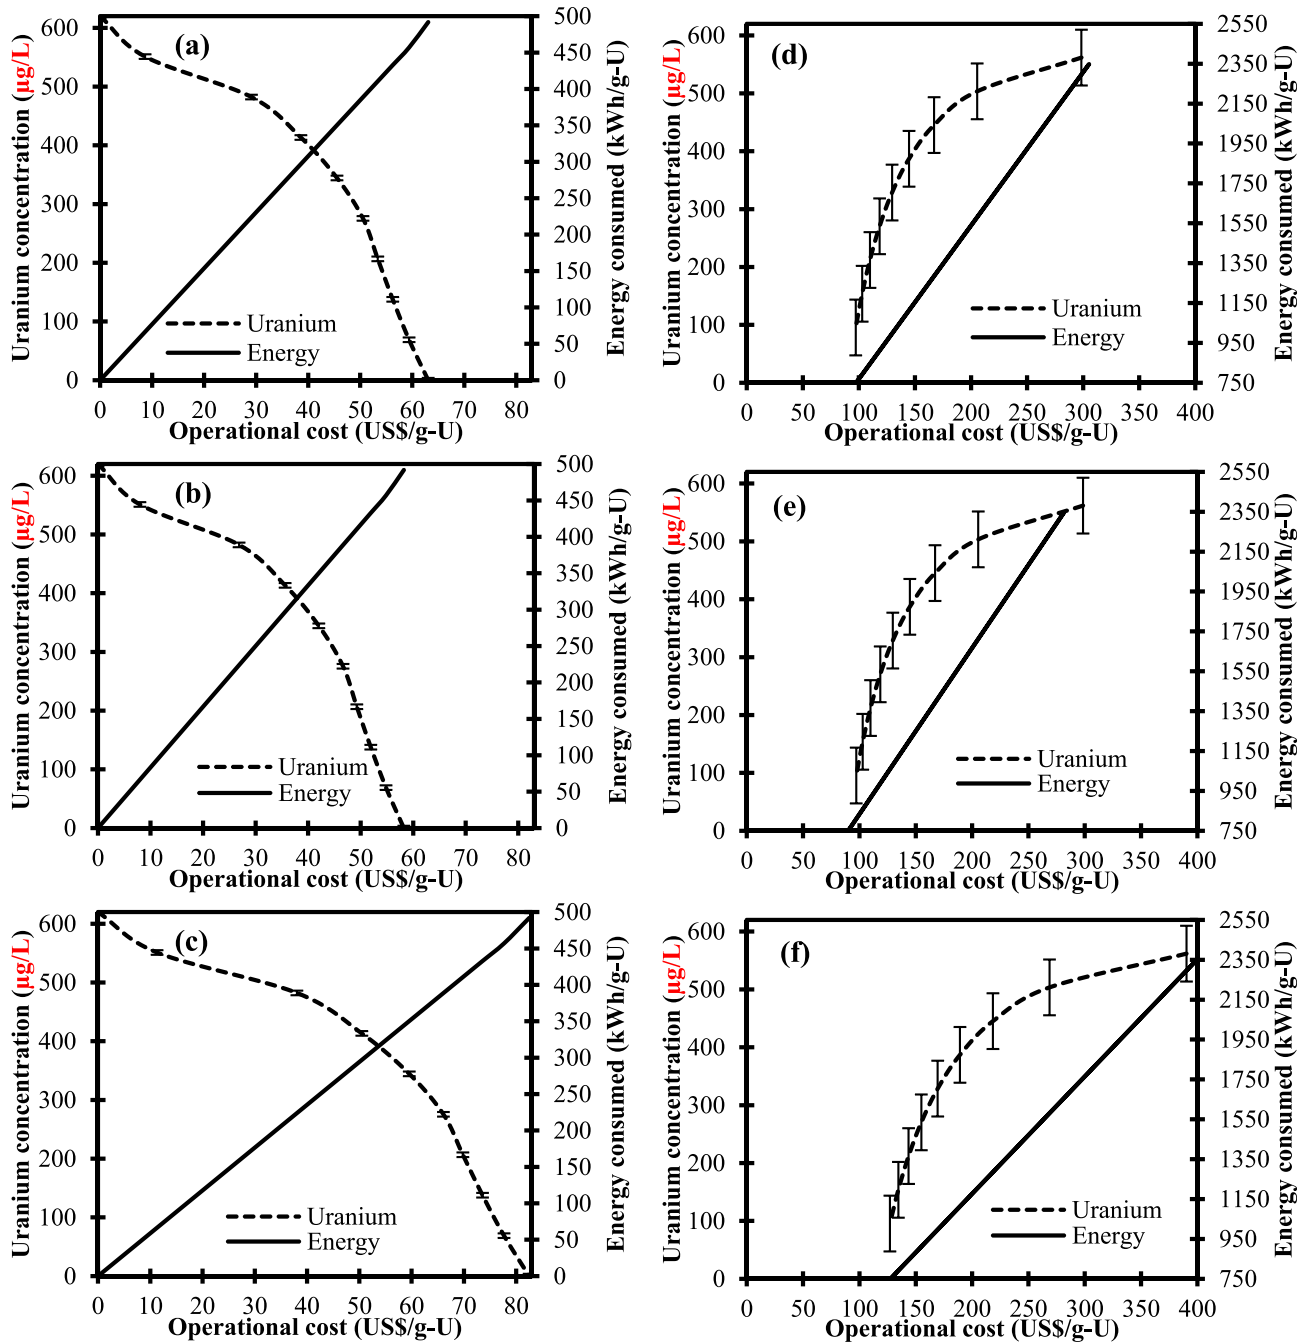 (a)
Uranium concentration (µg/L)
600
500
400
300
200
100
0
Energy consumed (kWh/g-U)
500
450
400
350
300
250
200
150
100
50
0
Uranium
Energy
0 10 20 30 40 50 60 70 80
Operational cost (US$/g-U)
(d)
Uranium concentration (µg/L)
600
500
400
300
200
100
0
Energy consumed (kWh/g-U)
2550
2350
2150
1950
1750
1550
1350
1150
950
750
Uranium
Energy
0 50 100 150 200 250 300 350 400
Operational cost (US$/g-U)
(b)
Uranium concentration (µg/L)
600
500
400
300
200
100
0
Energy consumed (kWh/g-U)
500
450
400
350
300
250
200
150
100
50
0
Uranium
Energy
0 10 20 30 40 50 60 70 80
Operational cost (US$/g-U)
(e)
Uranium concentration (µg/L)
600
500
400
300
200
100
0
Energy consumed (kWh/g-U)
2550
2350
2150
1950
1750
1550
1350
1150
950
750
Uranium
Energy
0 50 100 150 200 250 300 350 400
Operational cost (US$/g-U)
(c)
Uranium concentration (µg/L)
600
500
400
300
200
100
0
Energy consumed (kWh/g-U)
500
450
400
350
300
250
200
150
100
50
0
Uranium
Energy
0 10 20 30 40 50 60 70 80
Operational cost (US$/g-U)
(f)
Uranium concentration (µg/L)
600
500
400
300
200
100
0
Energy consumed (kWh/g-U)
2550
2350
2150
1950
1750
1550
1350
1150
950
750
Uranium
Energy
0 50 100 150 200 250 300 350 400
Operational cost (US$/g-U)